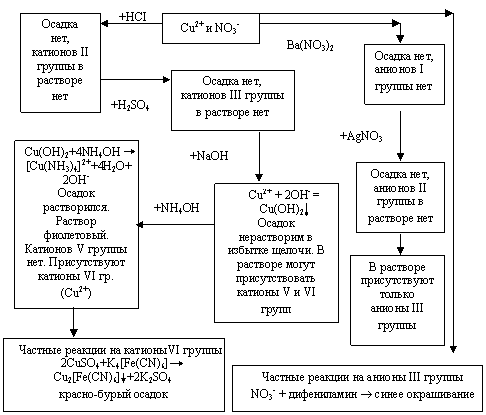 Осадка
нет,
катионов II
группы в
растворе
нет
+HCl
Cu²⁺ и NO₃⁻
Ba(NO₃)₂
Осадка нет,
анионов I
группы нет
+H₂SO₄
Осадка нет,
катионов III группы
в растворе нет
+AgNO₃
+NaOH
Осадка нет,
анионов II
группы в
растворе нет
Cu(OH)₂+4NH₄OH →
[Cu(NH₃)₄]²⁺+4H₂O+
2OH⁻
Осадок
растворился.
Раствор
фиолетовый.
Катионов V группы
нет. Присутствуют
катионы VI гр.
(Cu²⁺)
+NH₄OH
Cu²⁺ + 2OH⁻ =
Cu(OH)₂↓
Осадок
нерастворим в
избытке щелочи. В
растворе могут
присутствовать
катионы V и VI
групп
В растворе
присутствуют
только
анионы III
группы
Частные реакции на катионы VI группы
2CuSO₄+K₄[Fe(CN)₄] →
Cu₂[Fe(CN)₄]↓+2K₂SO₄
красно-бурый осадок
Частные реакции на анионы III группы
NO₃⁻ + дифениламин → синее окрашивание